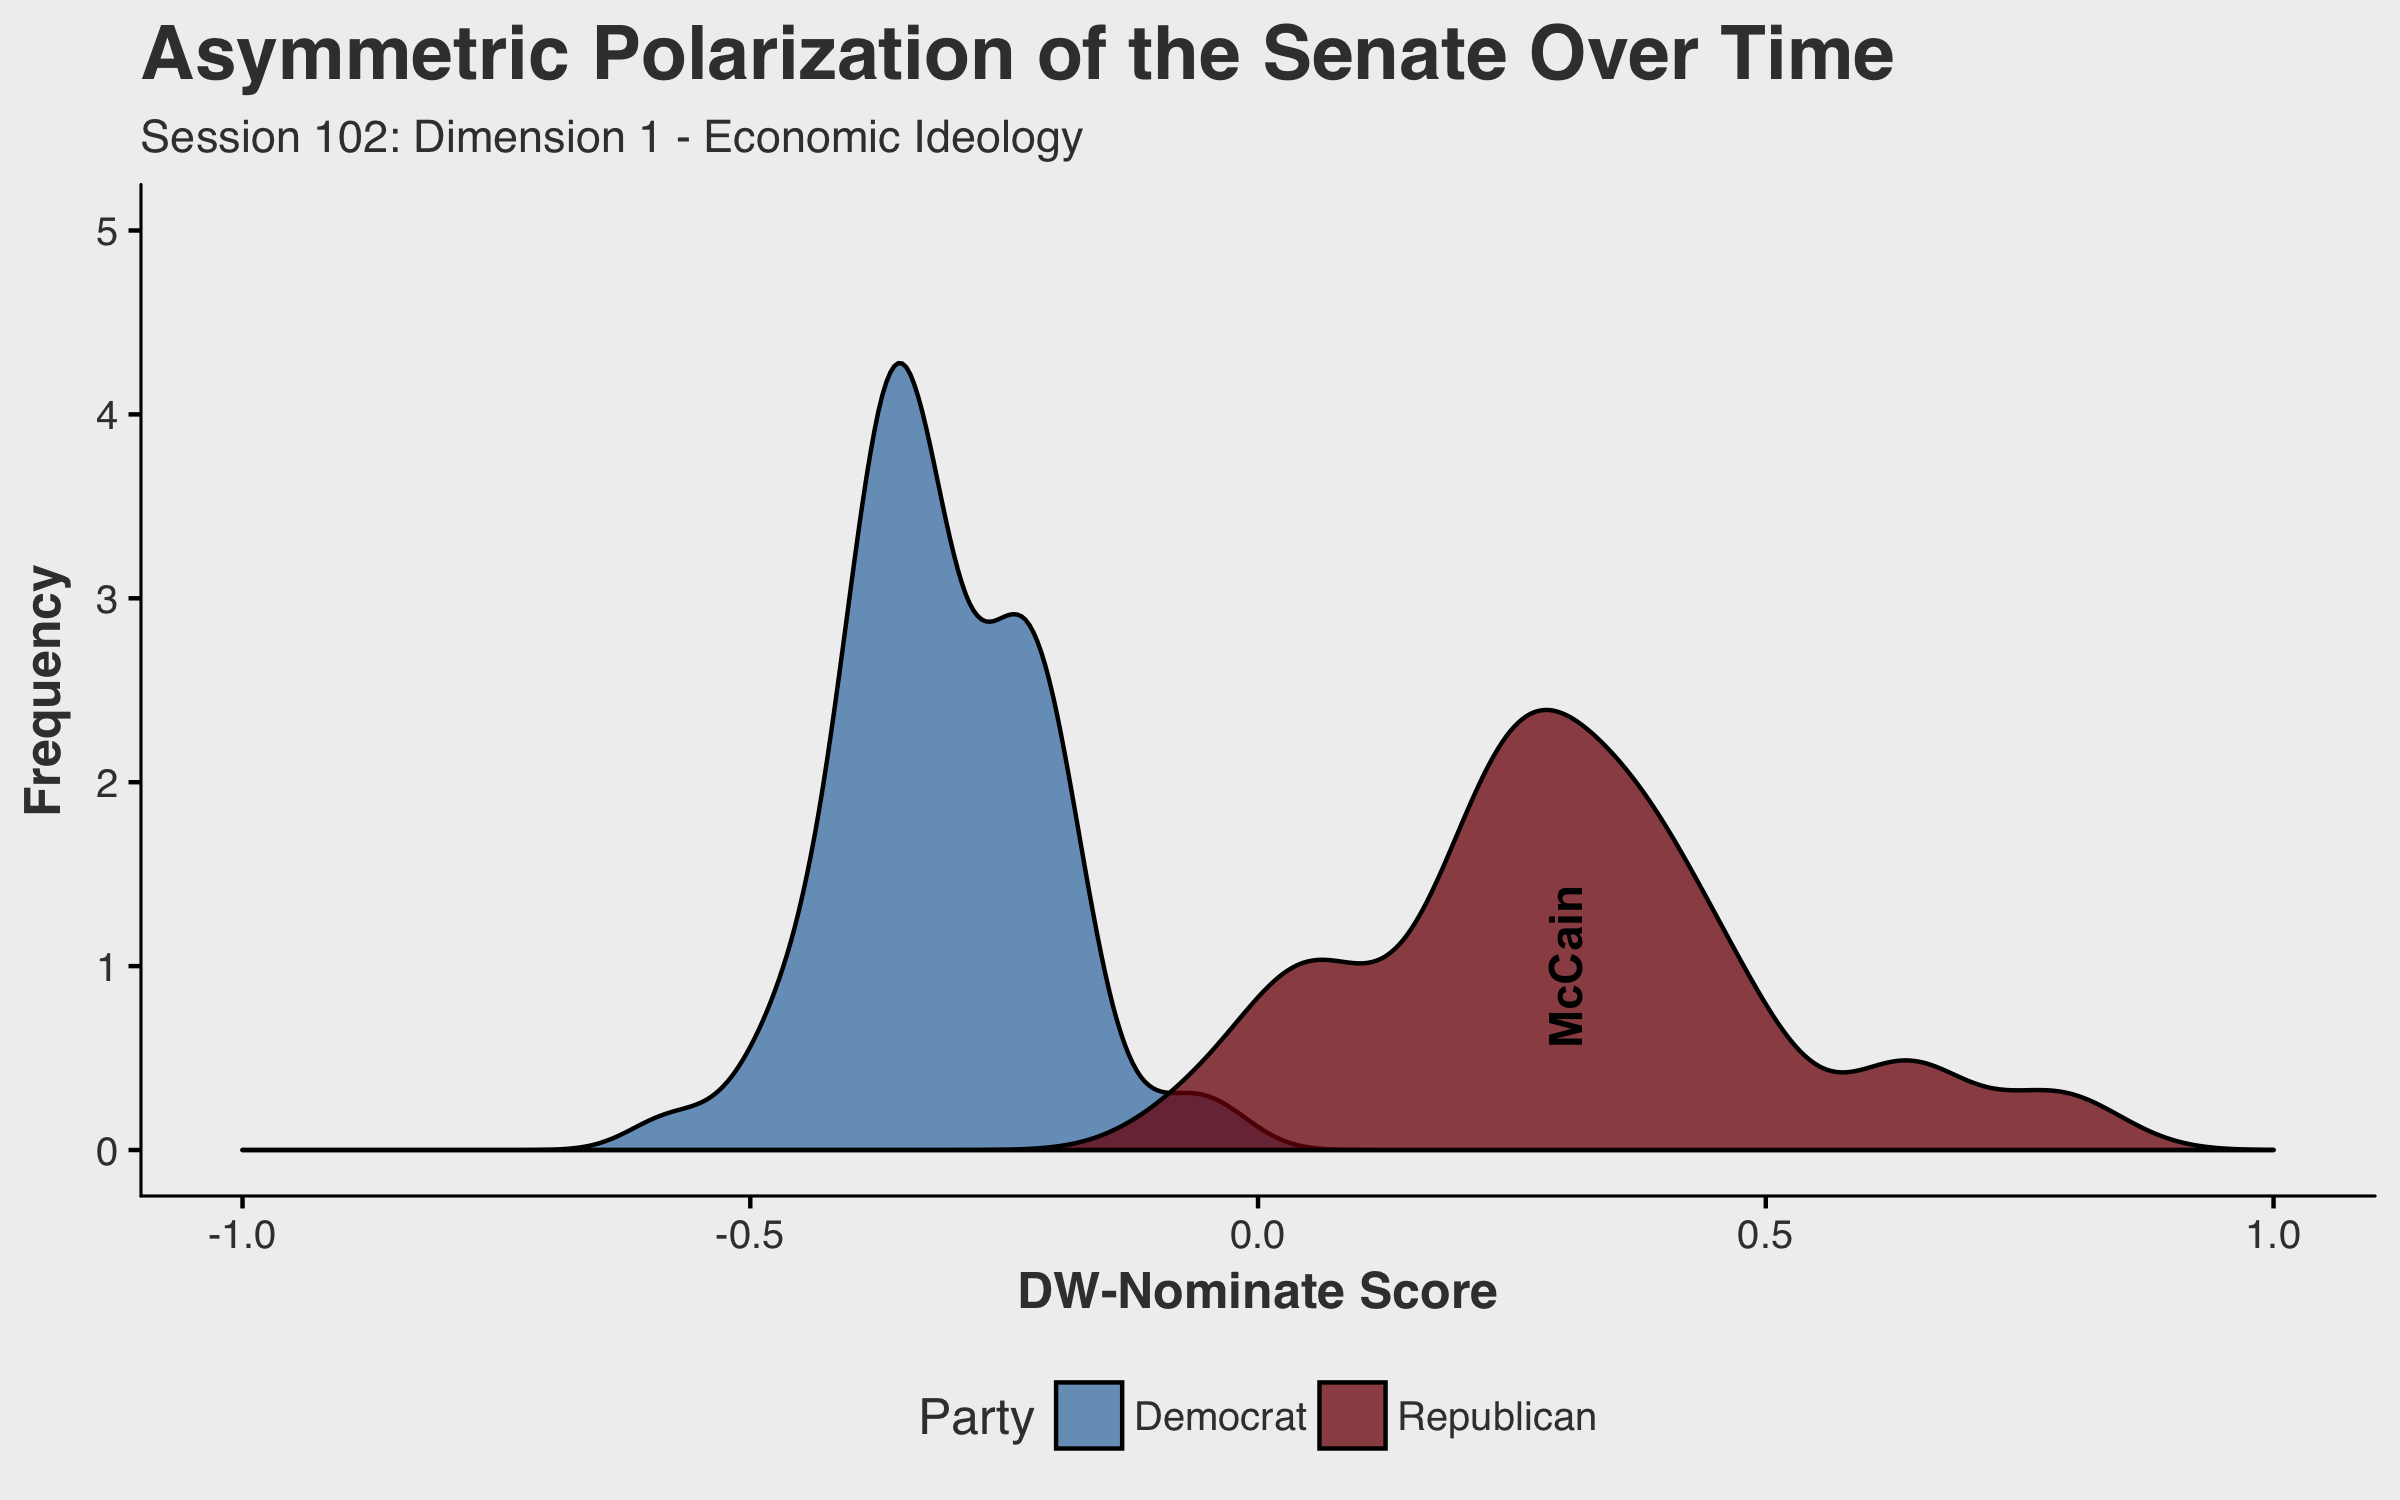 Asymmetric Polarization of the Senate Over Time
Session 102: Dimension 1 - Economic Ideology
5
4
3
2
1
0
Frequency
McCain
-1.0 -0.5 0.0 0.5 1.0
DW-Nominate Score
Party Democrat Republican